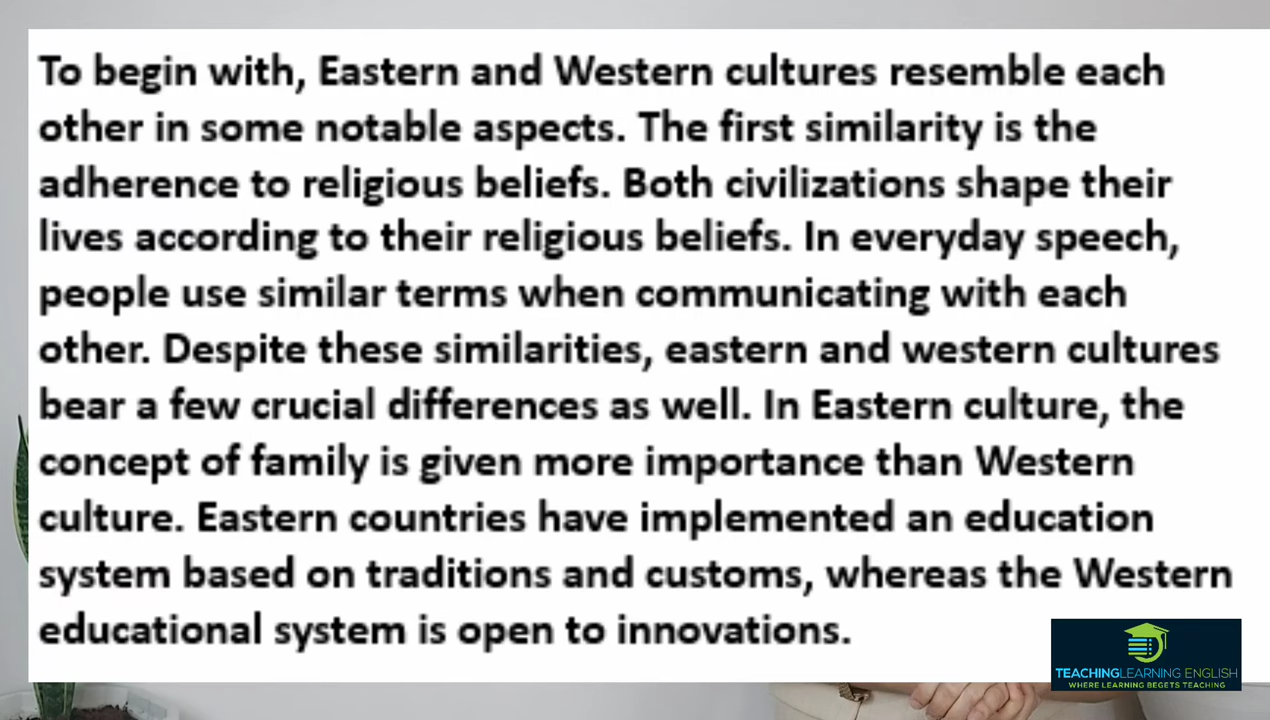 To begin with, Eastern and Western cultures resemble each
other in some notable aspects. The first similarity is the
adherence to religious beliefs. Both civilizations shape their
lives according to their religious beliefs. In everyday speech,
people use similar terms when communicating with each
other. Despite these similarities, eastern and western cultures
bear a few crucial differences as well. In Eastern culture, the
concept of family is given more importance than Western
culture. Eastern countries have implemented an education
system based on traditions and customs, whereas the Western
educational system is open to innovations.
TEACHINGLEARNING ENGLISH
WHERE LEARNING BEGETS TEACHING